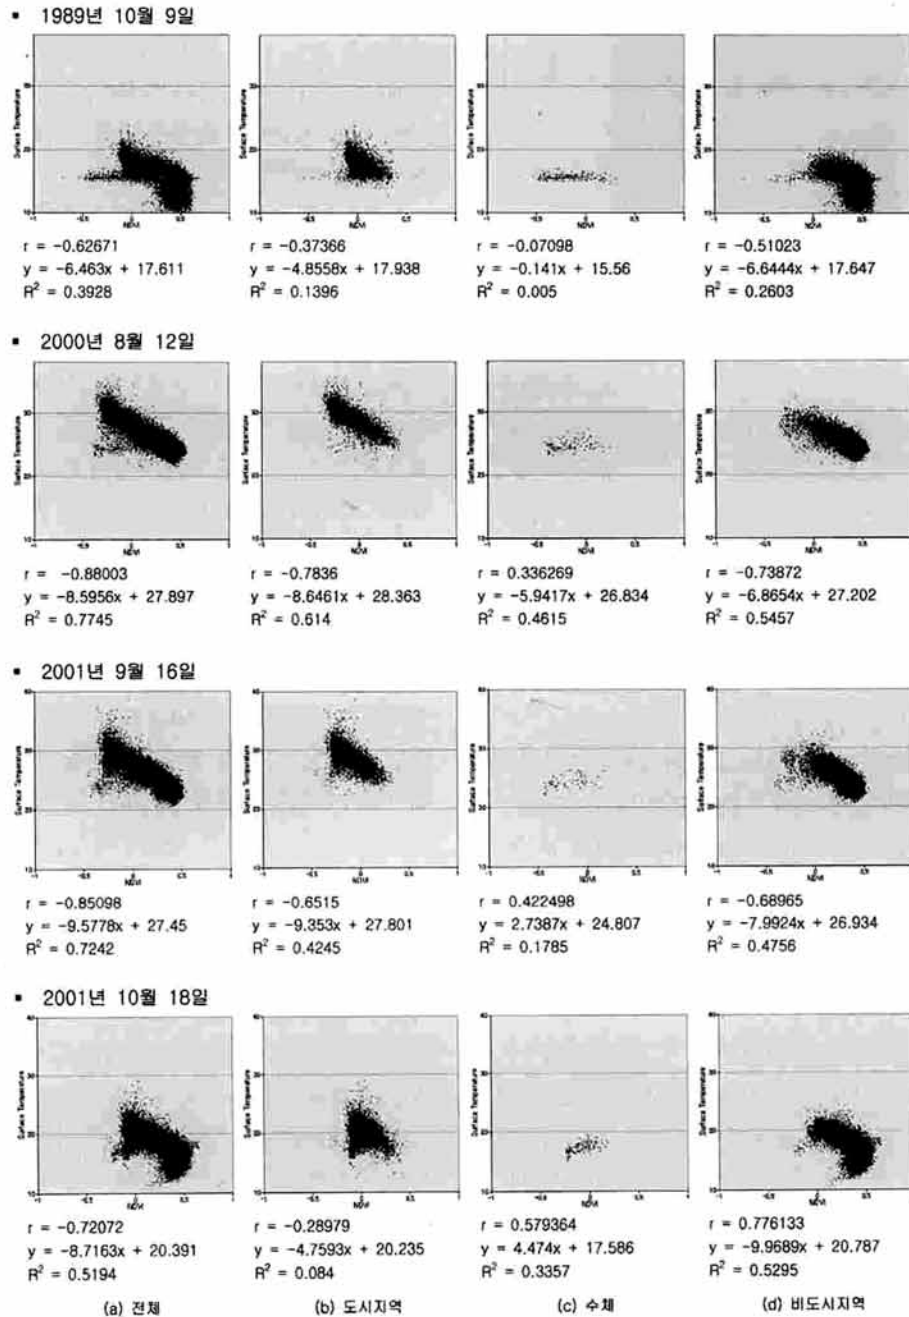 ▪ 1989년 10월 9일
r = -0.62671
y = -6.463x + 17.611
R² = 0.3928
r = -0.37366
y = -4.8558x + 17.938
R² = 0.1396
r = -0.07098
y = -0.141x + 15.56
R² = 0.005
r = -0.51023
y = -6.6444x + 17.647
R² = 0.2603
▪ 2000년 8월 12일
r = -0.88003
y = -8.5956x + 27.897
R² = 0.7745
r = -0.7836
y = -8.6461x + 28.363
R² = 0.614
r = 0.336269
y = -5.9417x + 26.834
R² = 0.4615
r = -0.73872
y = -6.8654x + 27.202
R² = 0.5457
▪ 2001년 9월 16일
r = -0.85098
y = -9.5778x + 27.45
R² = 0.7242
r = -0.6515
y = -9.353x + 27.801
R² = 0.4245
r = 0.422498
y = 2.7387x + 24.807
R² = 0.1785
r = -0.68965
y = -7.9924x + 26.934
R² = 0.4756
▪ 2001년 10월 18일
Surface Temperature
NDVI
r = -0.72072
y = -8.7163x + 20.391
R² = 0.5194
r = -0.28979
y = -4.7593x + 20.235
R² = 0.084
r = 0.579364
y = 4.474x + 17.586
R² = 0.3357
r = 0.776133
y = -9.9689x + 20.787
R² = 0.5295
(a) 전체
(b) 도시지역
(c) 수체
(d) 비도시지역